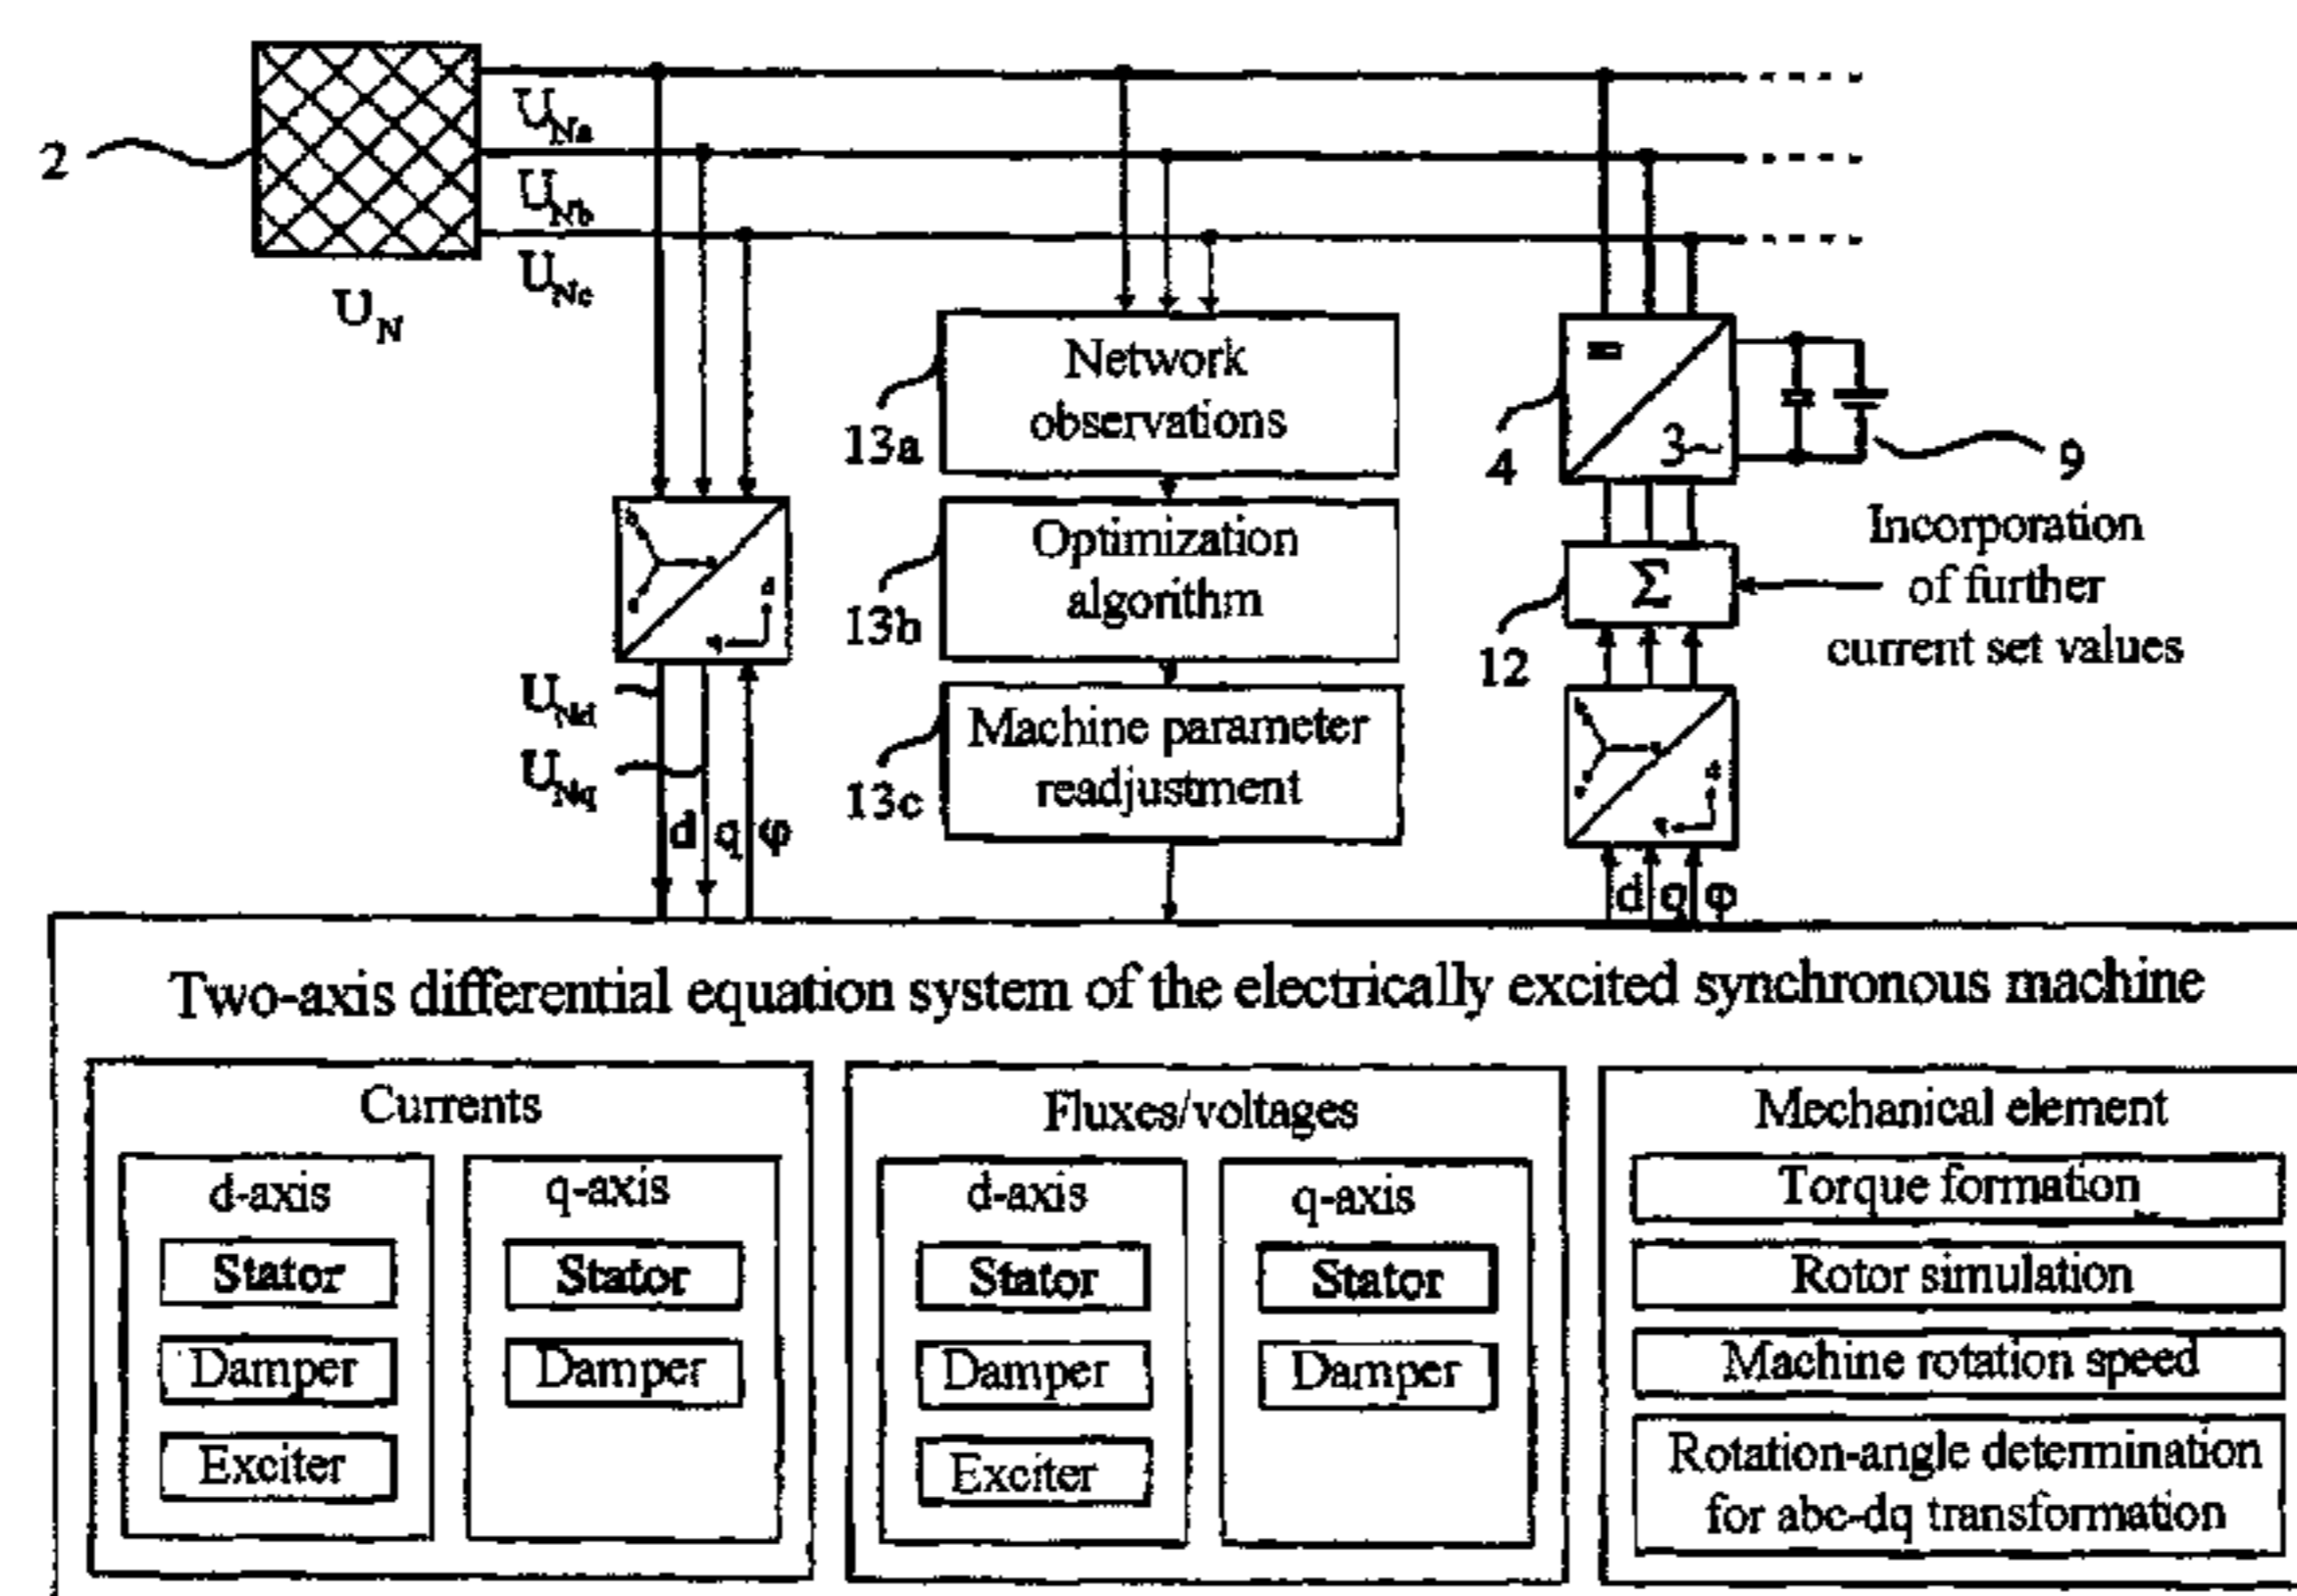 2
U_Na
U_Nb
U_Nc
U_N
Network
observations
13a
Optimization
algorithm
13b
Machine parameter
readjustment
13c
4
=
3~
9
Incorporation
of further
current set values
Σ
12
U_Nd
U_Nq
d q φ
d q φ
Two-axis differential equation system of the electrically excited synchronous machine
Currents
d-axis
Stator
Damper
Exciter
q-axis
Stator
Damper
Fluxes/voltages
d-axis
Stator
Damper
Exciter
q-axis
Stator
Damper
Mechanical element
Torque formation
Rotor simulation
Machine rotation speed
Rotation-angle determination
for abc-dq transformation